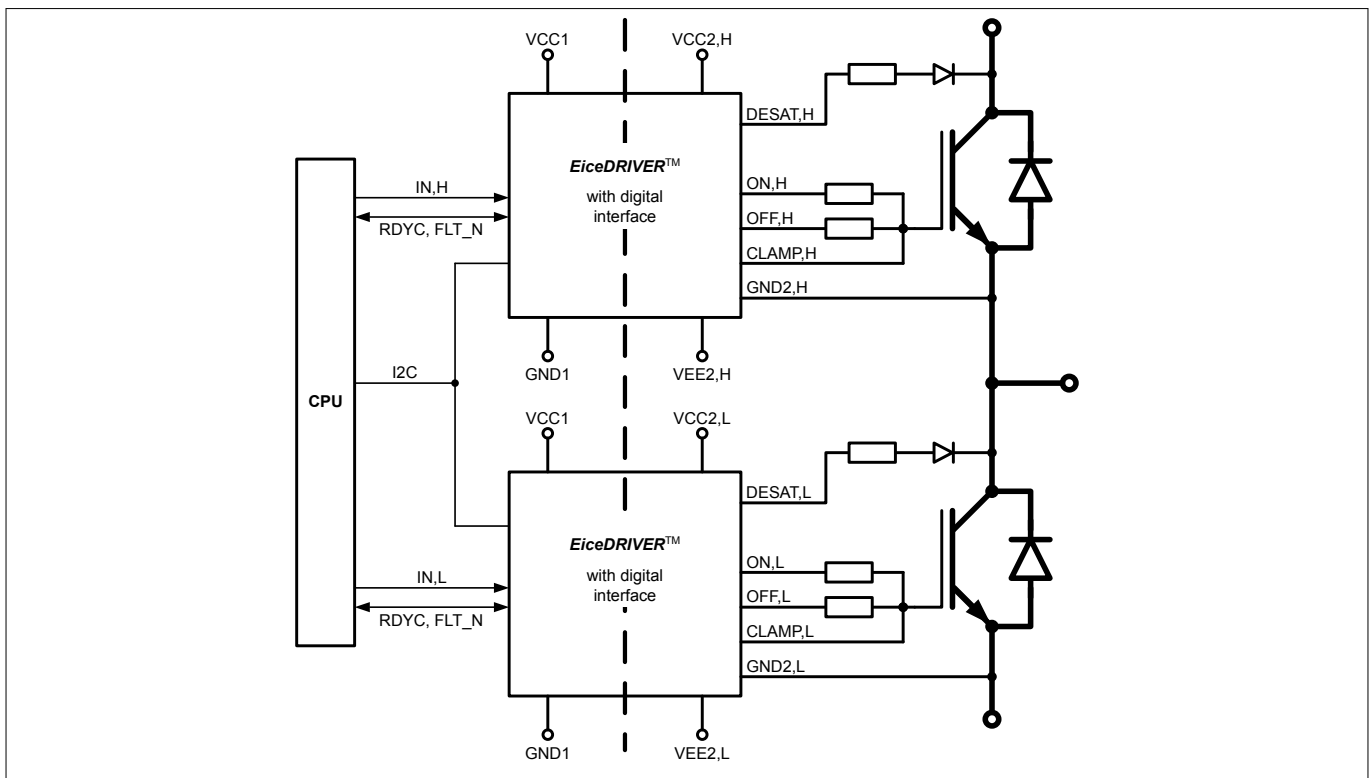 VCC1
VCC2,H
DESAT,H
EiceDRIVER™
with digital
interface
IN,H
RDYC, FLT_N
ON,H
OFF,H
CLAMP,H
GND2,H
GND1
VEE2,H
I2C
CPU
VCC1
VCC2,L
DESAT,L
EiceDRIVER™
with digital
interface
IN,L
RDYC, FLT_N
ON,L
OFF,L
CLAMP,L
GND2,L
GND1
VEE2,L